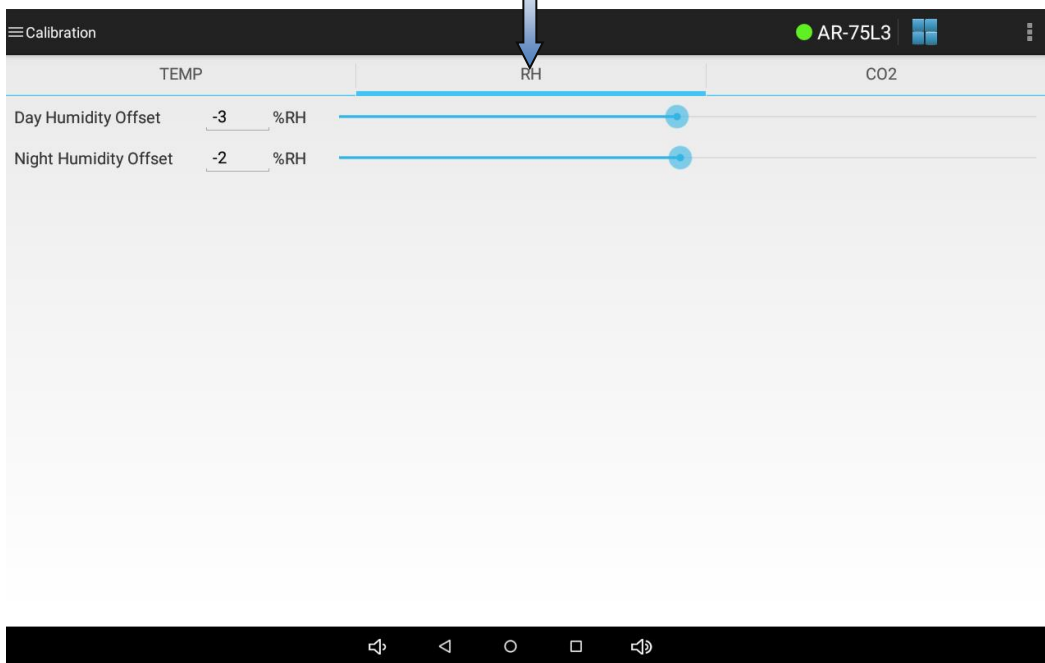 Calibration AR-75L3
TEMP RH CO2
Day Humidity Offset -3 %RH
Night Humidity Offset -2 %RH